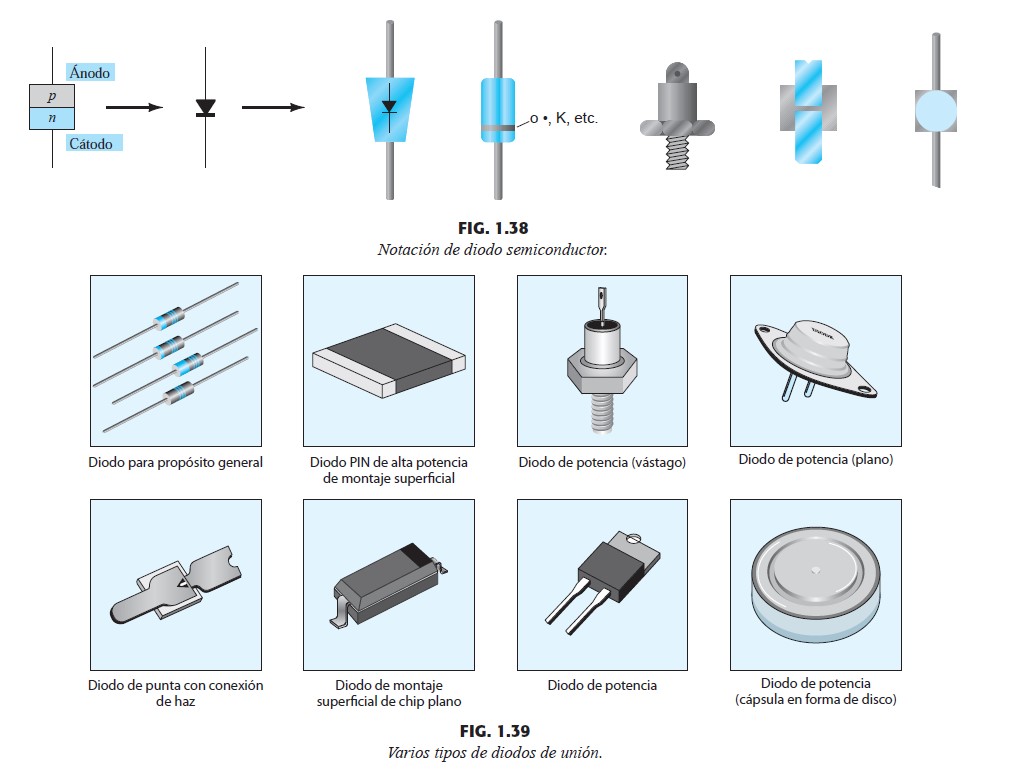 Ánodo
p
n
Cátodo
o •, K, etc.
FIG. 1.38
Notación de diodo semiconductor.
Diodo para propósito general
Diodo PIN de alta potencia
de montaje superficial
Diodo de potencia (vástago)
Diodo de potencia (plano)
Diodo de punta con conexión
de haz
Diodo de montaje
superficial de chip plano
Diodo de potencia
Diodo de potencia
(cápsula en forma de disco)
FIG. 1.39
Varios tipos de diodos de unión.